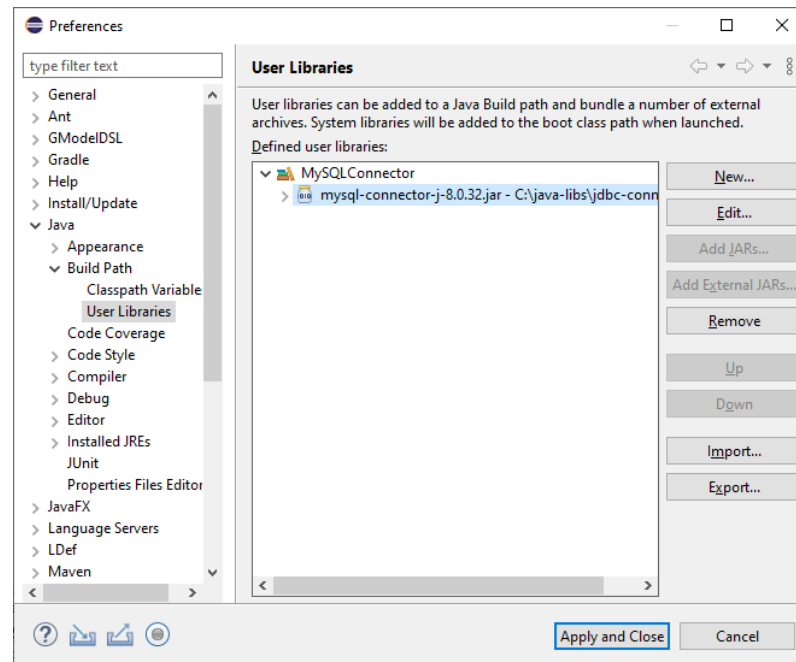 Preferences
type filter text
General
Ant
GModelDSL
Gradle
Help
Install/Update
Java
Appearance
Build Path
Classpath Variable
User Libraries
Code Coverage
Code Style
Compiler
Debug
Editor
Installed JREs
JUnit
Properties Files Editor
JavaFX
Language Servers
LDef
Maven
User Libraries
User libraries can be added to a Java Build path and bundle a number of external
archives. System libraries will be added to the boot class path when launched.
Defined user libraries:
MySQLConnector
mysql-connector-j-8.0.32.jar - C:\java-libs\jdbc-conn
New...
Edit...
Add JARs...
Add External JARs...
Remove
Up
Down
Import...
Export...
Apply and Close
Cancel